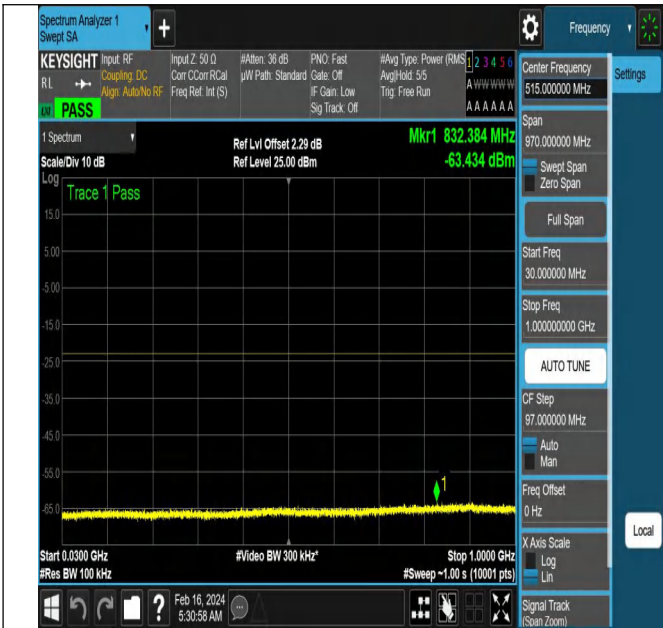 Spectrum Analyzer 1
Swept SA
+
Frequency
KEYSIGHT
RL
PASS
Input: RF
Coupling: DC
Align: Auto/No RF
Input Z: 50 Ω
Corr CCorr RCal
Freq Ref: Int (S)
#Atten: 36 dB
µW Path: Standard
PNO: Fast
Gate: Off
IF Gain: Low
Sig Track: Off
#Avg Type: Power (RMS
Avg|Hold: 5/5
Trig: Free Run
1 2 3 4 5 6
A W W W W W
A A A A A A
1 Spectrum
Scale/Div 10 dB
Log
Ref Lvl Offset 2.29 dB
Ref Level 25.00 dBm
Mkr1 832.384 MHz
-63.434 dBm
Trace 1 Pass
15.0
5.00
-5.00
-15.0
-25.0
-35.0
-45.0
-55.0
-65.0
1
Start 0.0300 GHz
#Res BW 100 kHz
#Video BW 300 kHz*
Stop 1.0000 GHz
#Sweep ~1.00 s (10001 pts)
Feb 16, 2024
5:30:58 AM
Center Frequency
515.000000 MHz
Span
970.000000 MHz
Swept Span
Zero Span
Full Span
Start Freq
30.000000 MHz
Stop Freq
1.000000000 GHz
AUTO TUNE
CF Step
97.000000 MHz
Auto
Man
Freq Offset
0 Hz
X Axis Scale
Log
Lin
Signal Track
(Span Zoom)
Settings
Local